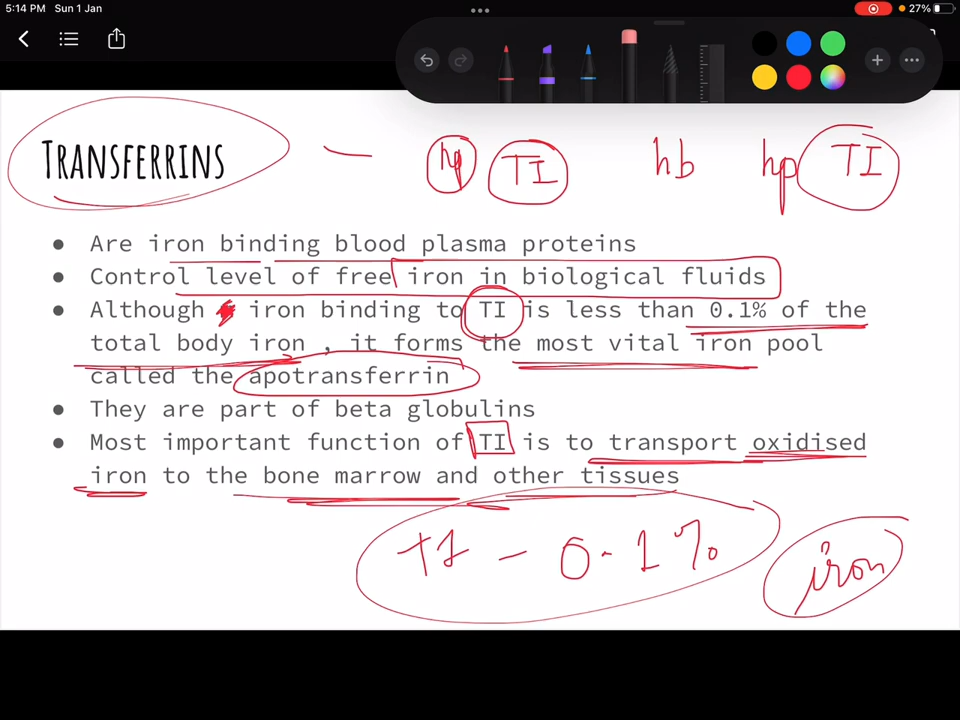 5:14 PM Sun 1 Jan
27%
TRANSFERRINS
hp TI hb hp TI
• Are iron binding blood plasma proteins
• Control level of free iron in biological fluids
• Although iron binding to TI is less than 0.1% of the
total body iron , it forms the most vital iron pool
called the apotransferrin
• They are part of beta globulins
• Most important function of TI is to transport oxidised
iron to the bone marrow and other tissues
TI - 0.1% iron